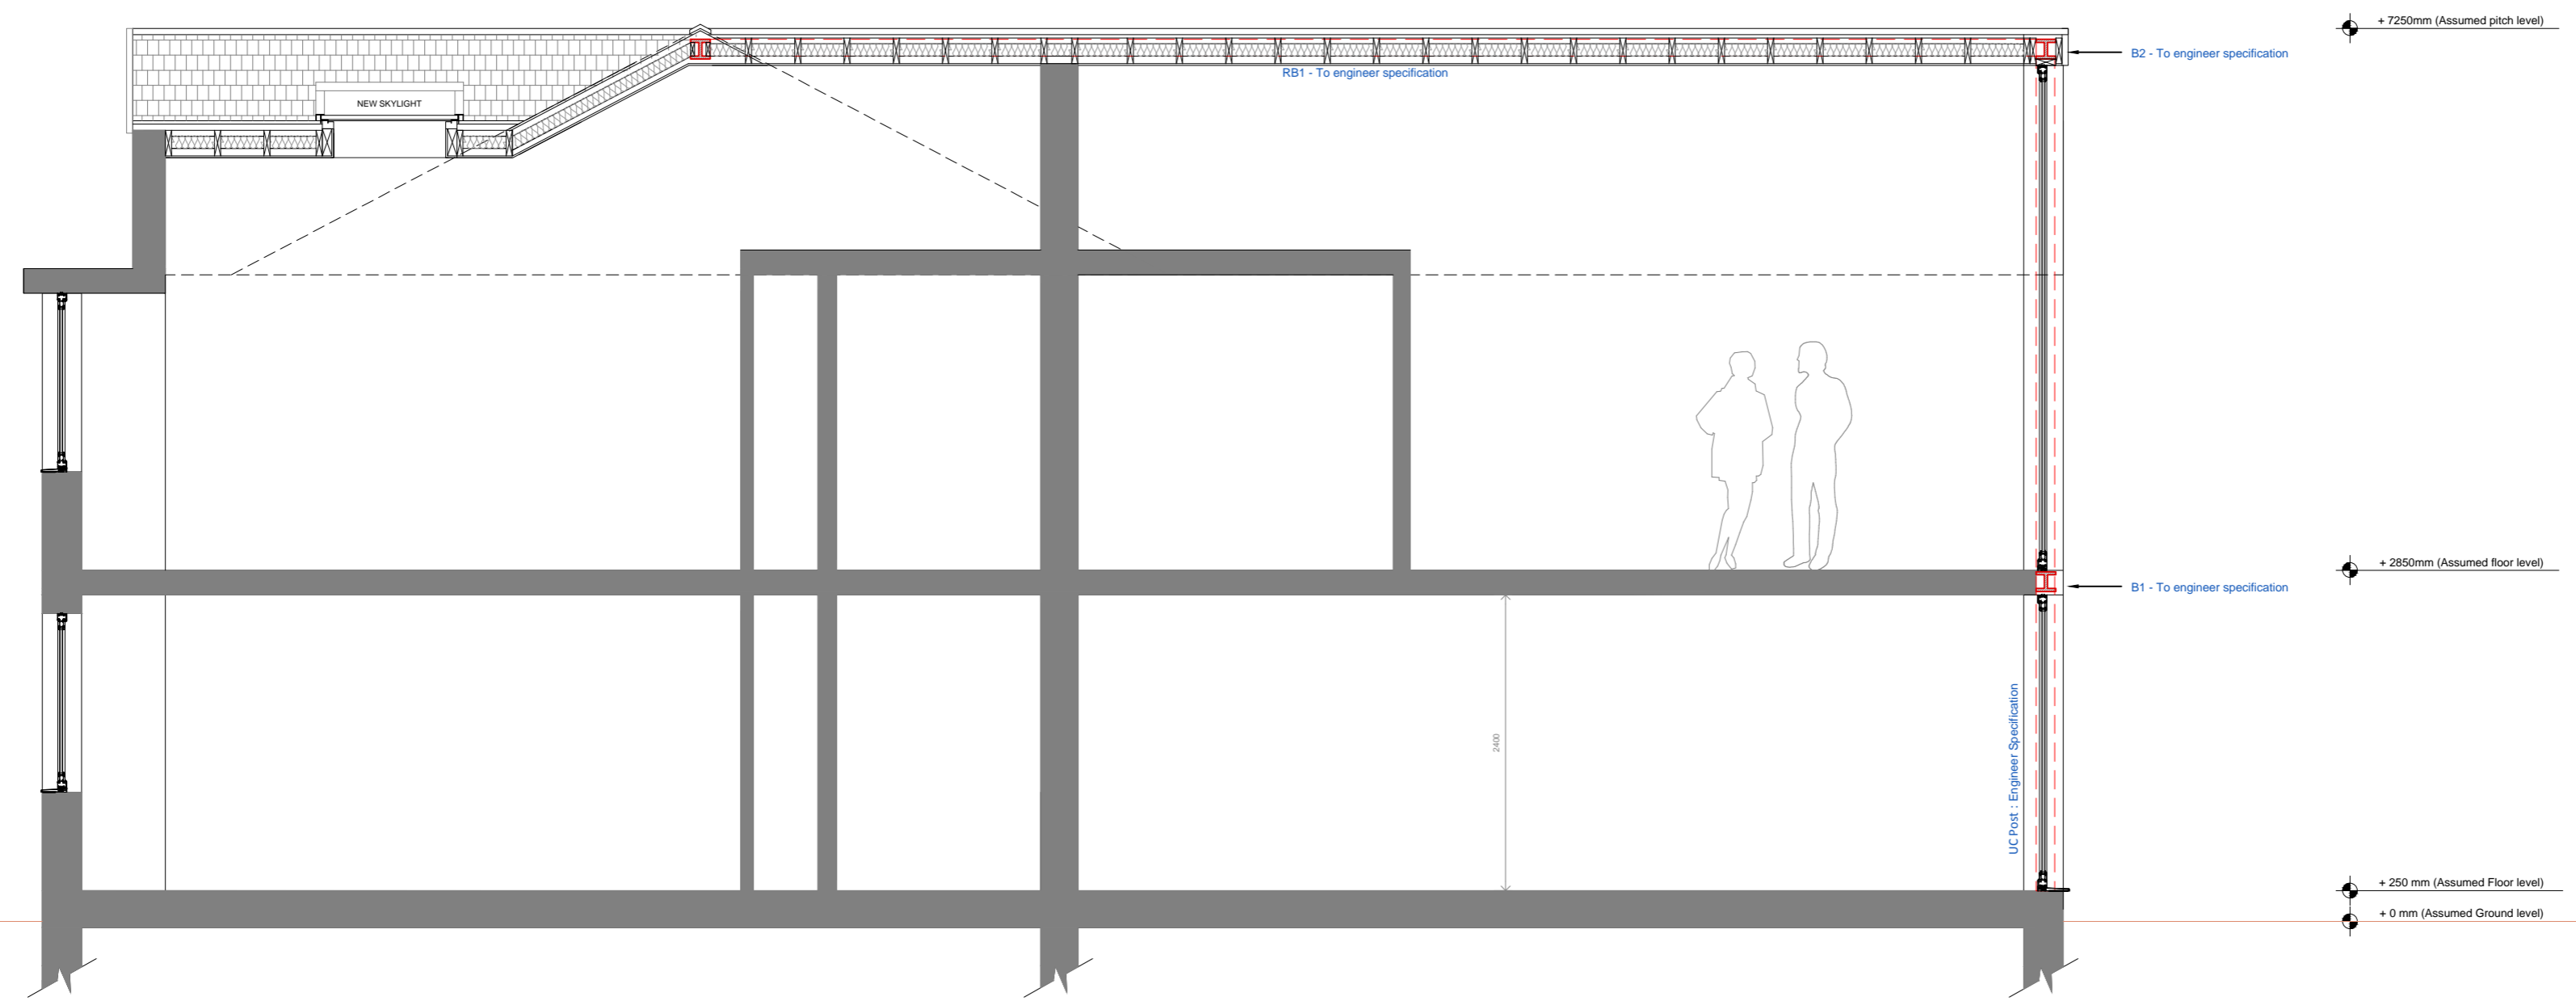 + 7250mm (Assumed pitch level)
B2 - To engineer specification
RB1 - To engineer specification
NEW SKYLIGHT
+ 2850mm (Assumed floor level)
B1 - To engineer specification
2400
UC Post : Engineer Specification
+ 250 mm (Assumed Floor level)
+ 0 mm (Assumed Ground level)